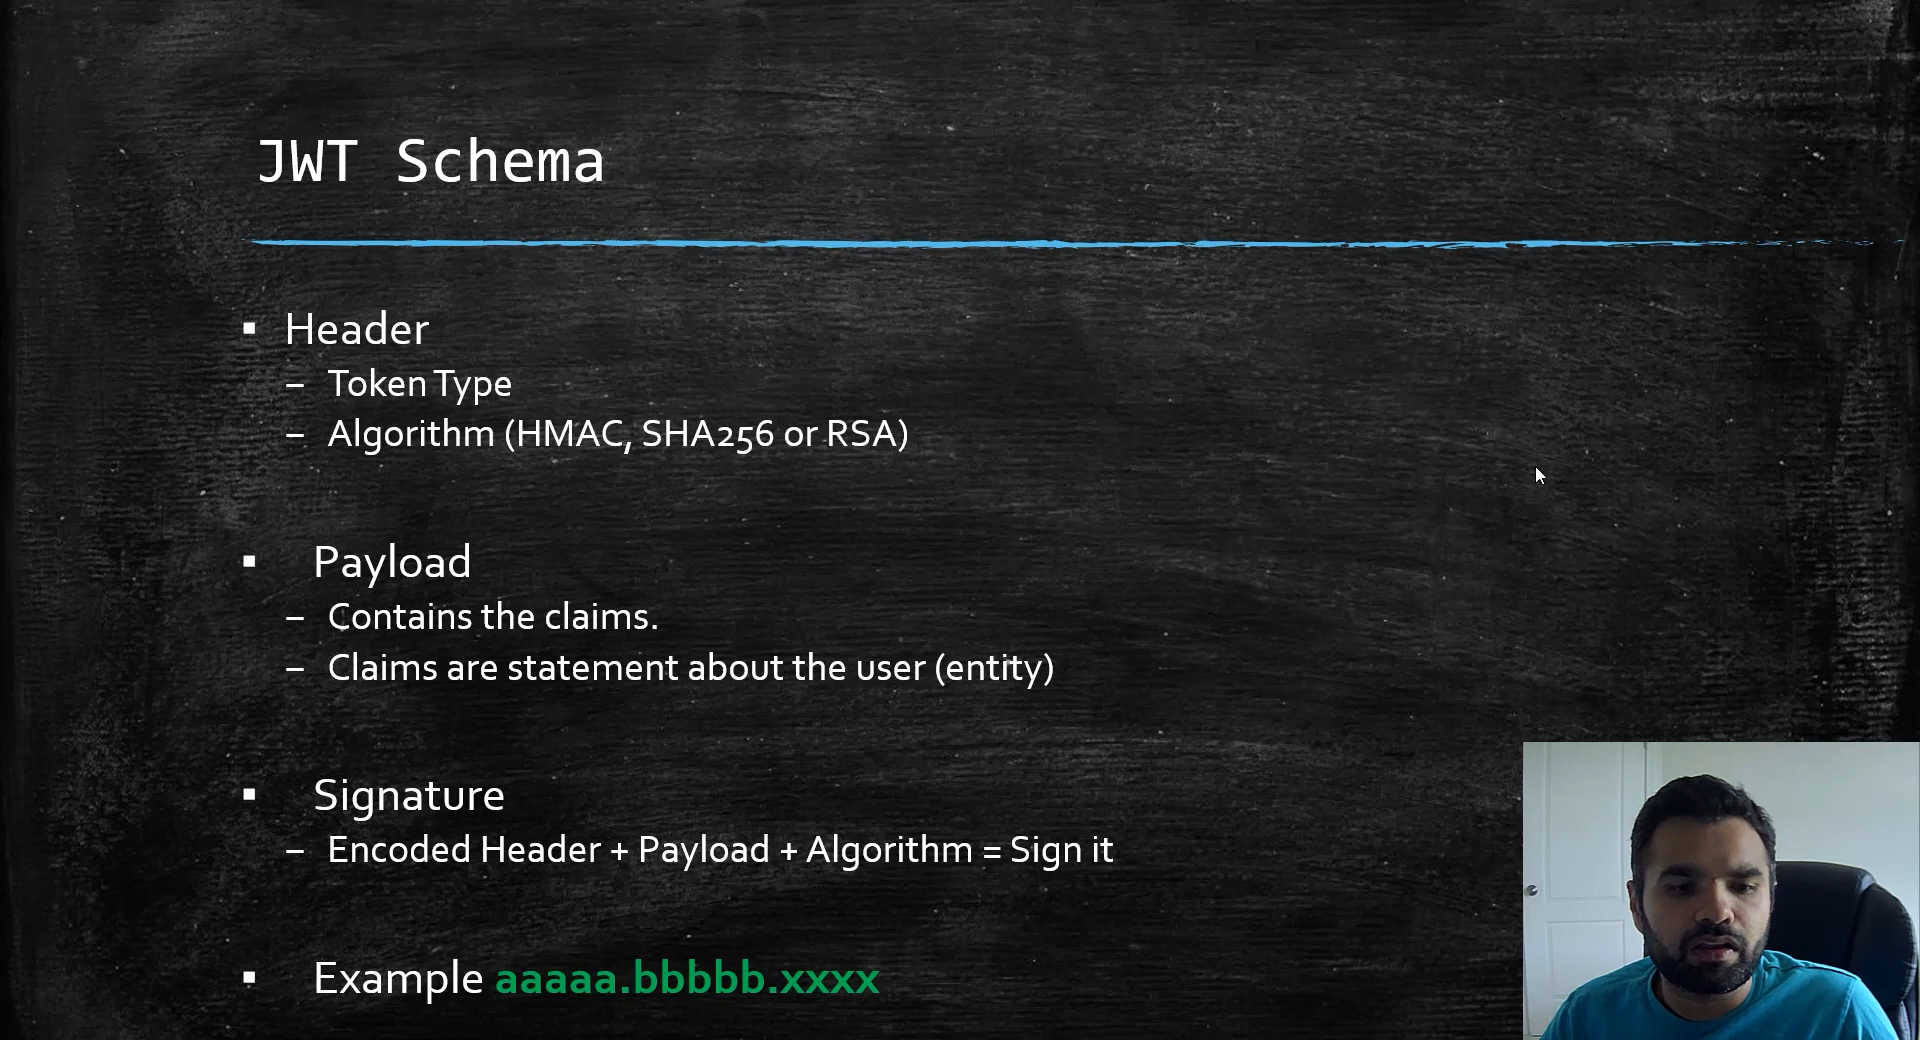 JWT Schema
▪ Header
– Token Type
– Algorithm (HMAC, SHA256 or RSA)
▪ Payload
– Contains the claims.
– Claims are statement about the user (entity)
▪ Signature
– Encoded Header + Payload + Algorithm = Sign it
▪ Example aaaaa.bbbbb.xxxx